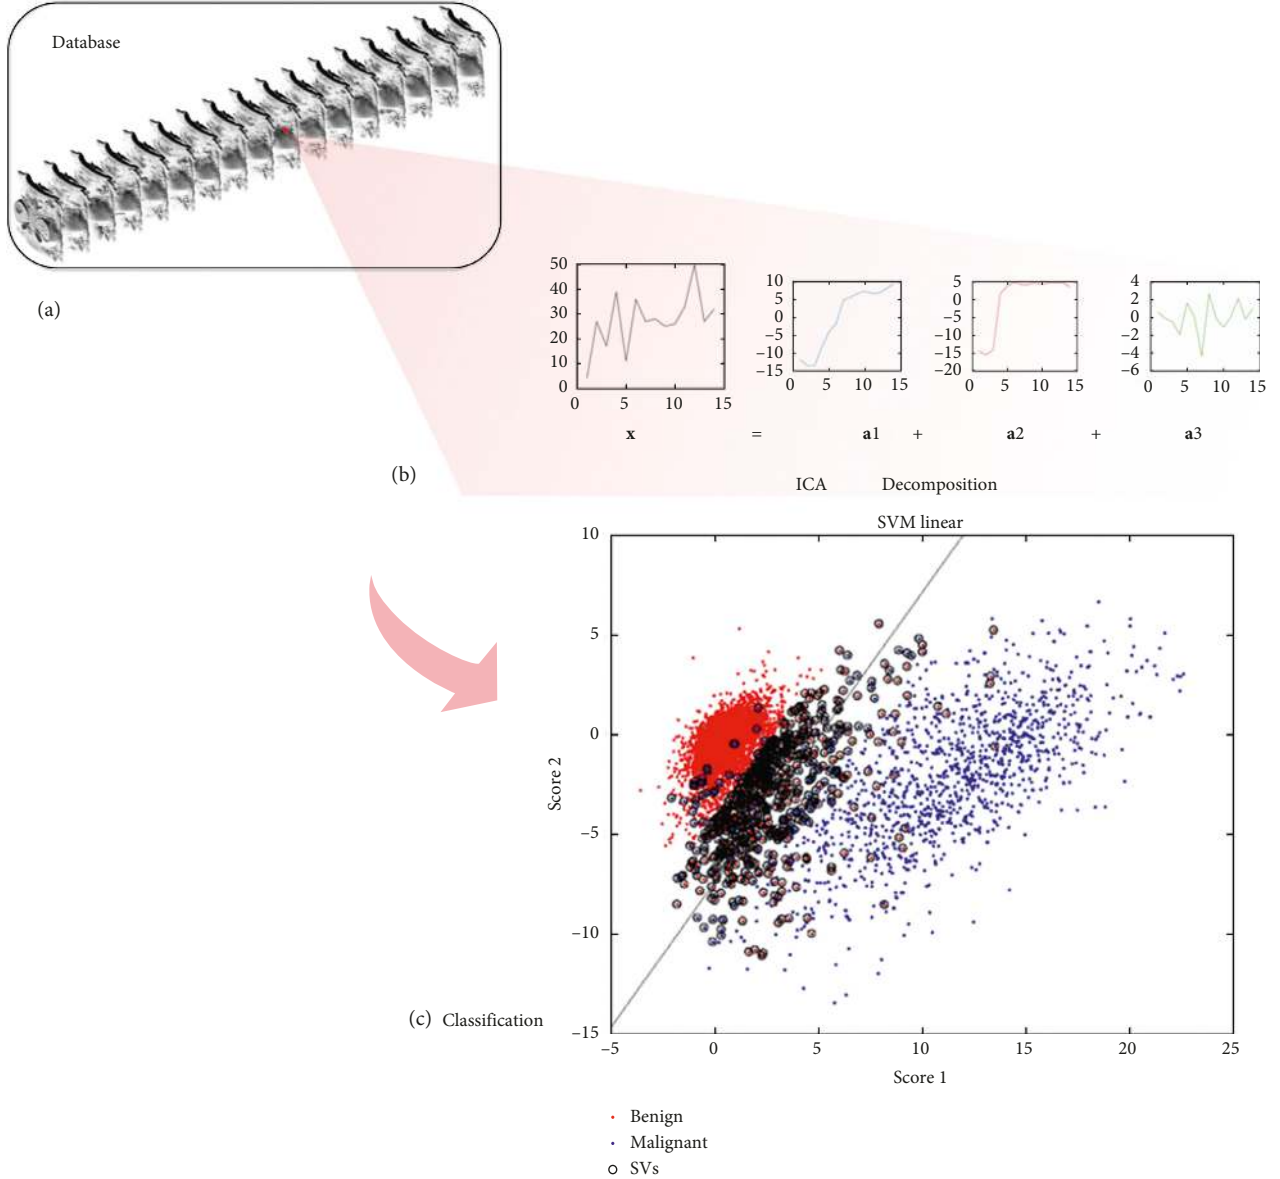 Database
(a)
50
40
30
20
10
0
0 5 10 15
10
5
0
−5
−10
−15
0 5 10 15
5
0
−5
−10
−15
−20
0 5 10 15
4
2
0
−2
−4
−6
0 5 10 15
x = a1 + a2 + a3
(b)
ICA Decomposition
SVM linear
10
5
0
−5
−10
−15
Score 2
−5 0 5 10 15 20 25
Score 1
(c) Classification
Benign
Malignant
SVs